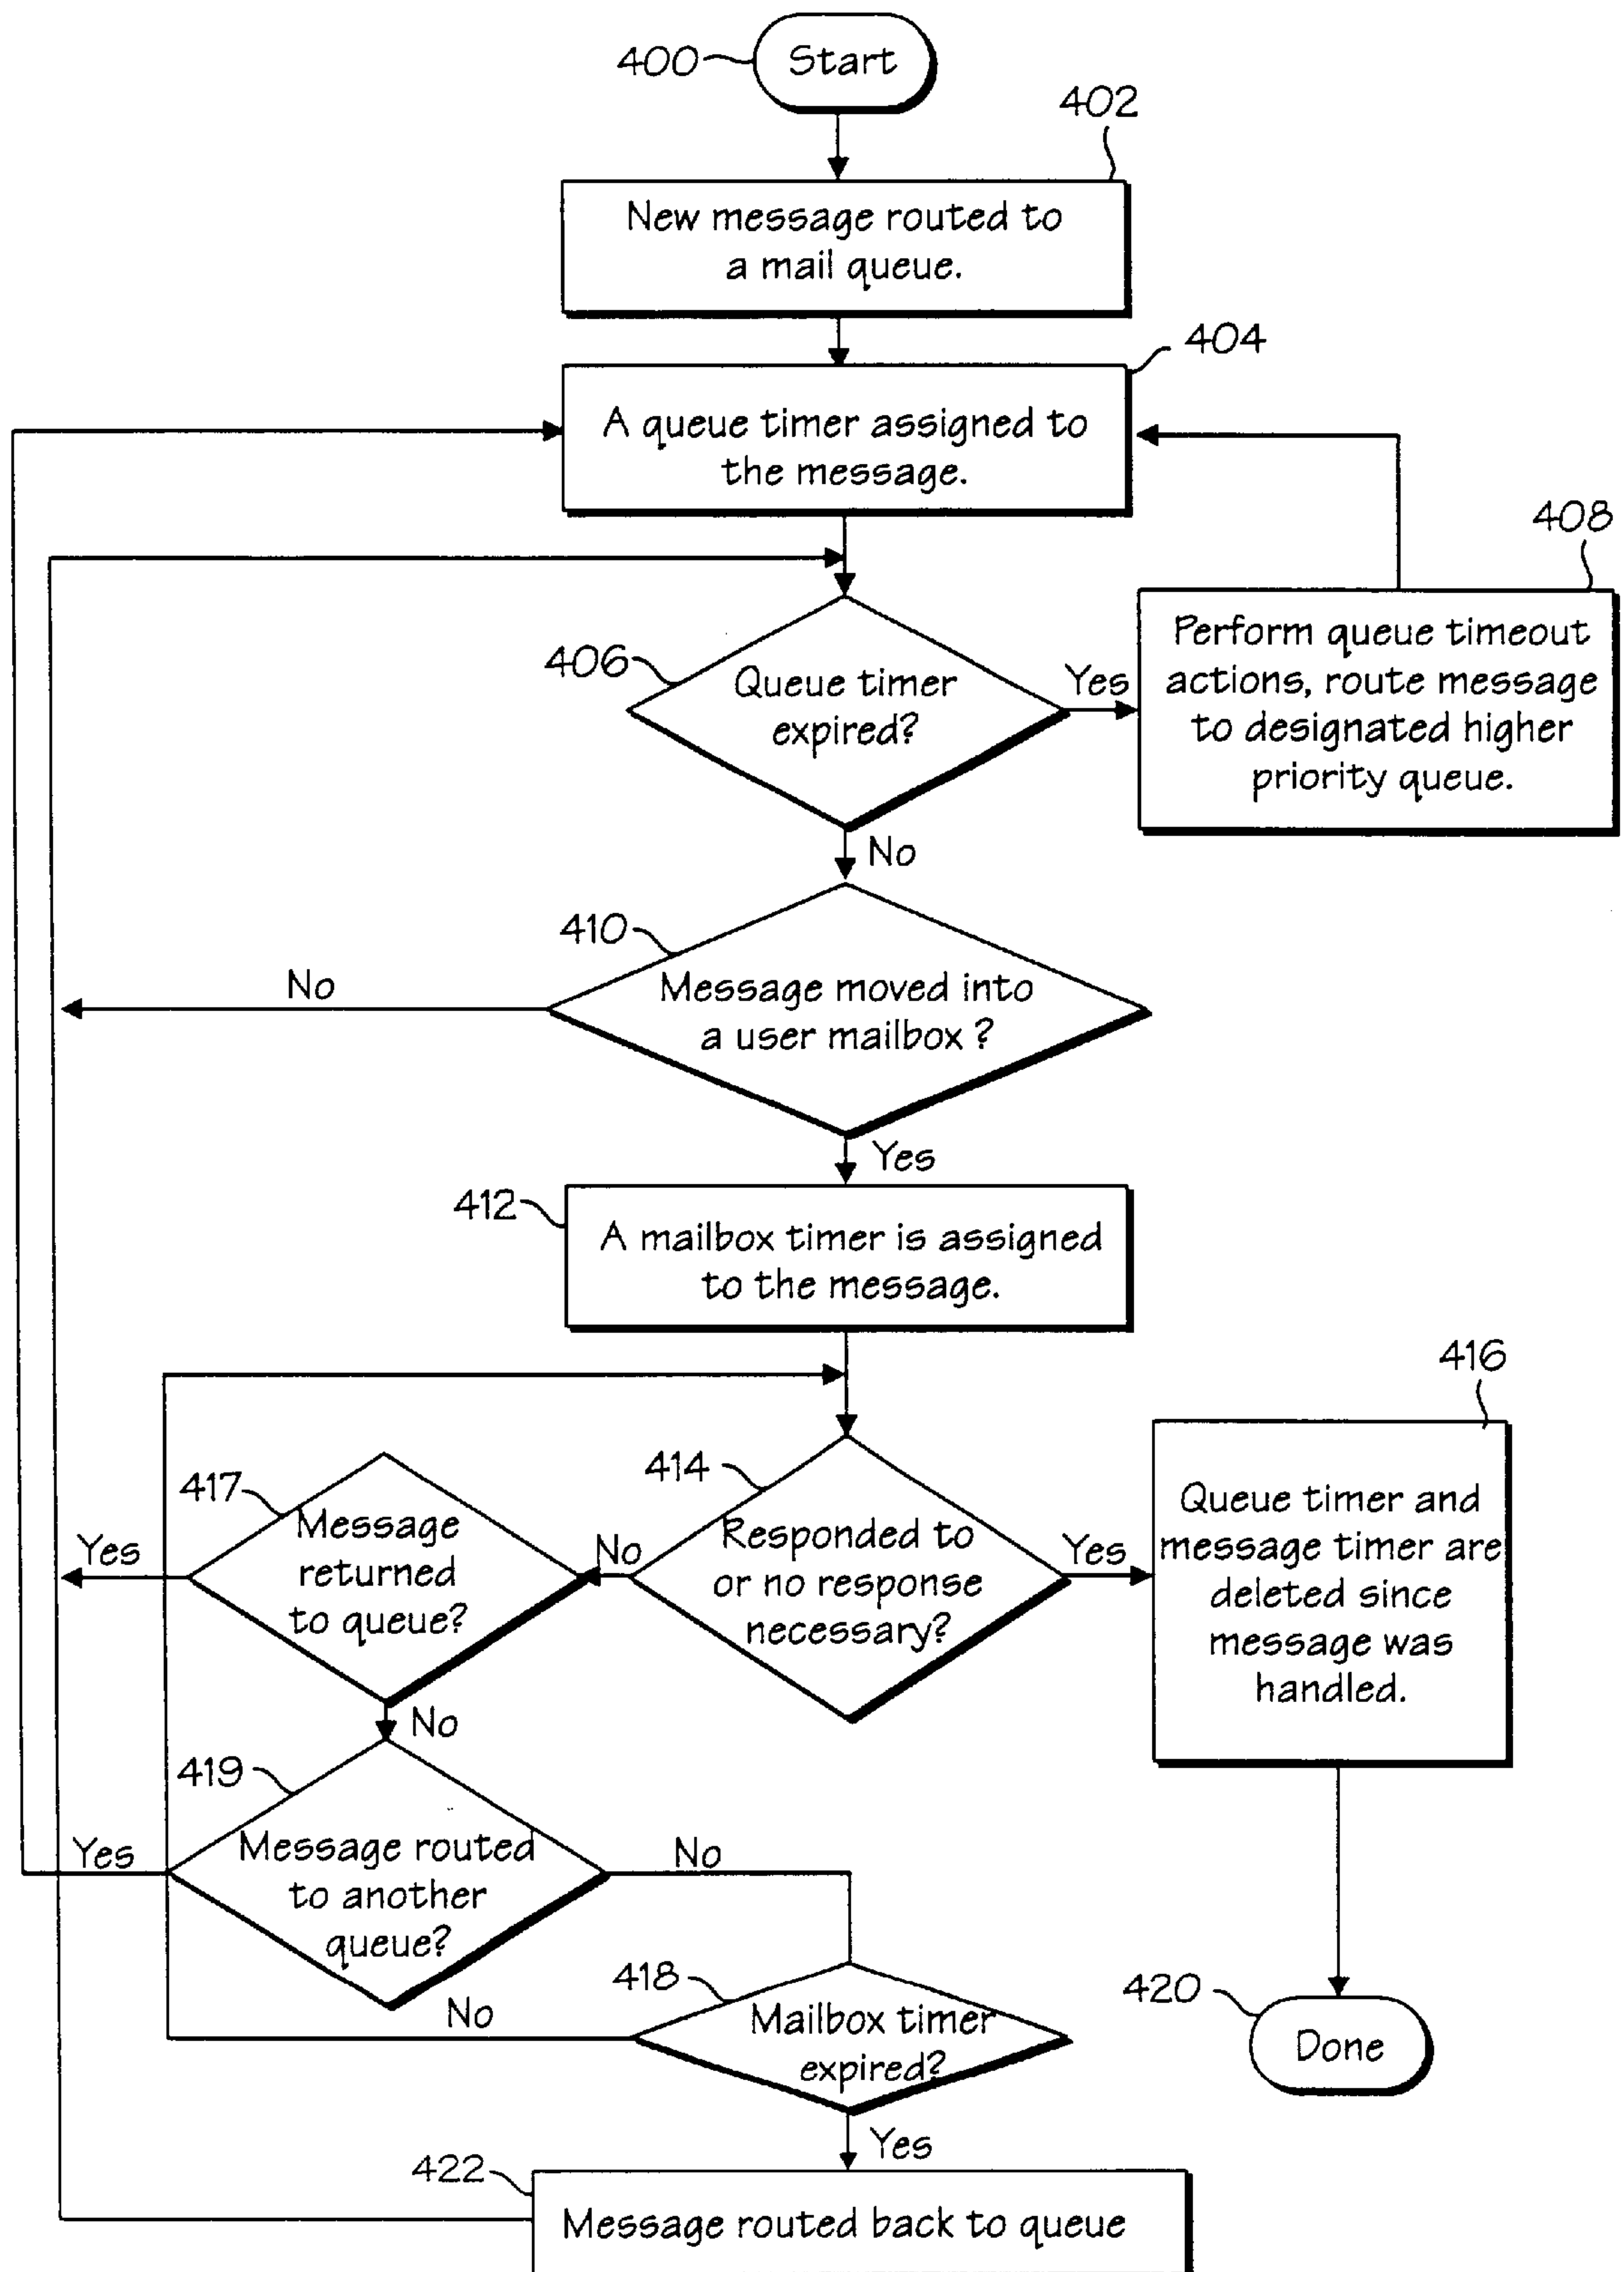 400
Start
402
New message routed to
a mail queue.
404
A queue timer assigned to
the message.
408
Perform queue timeout
actions, route message
to designated higher
priority queue.
406
Queue timer
expired?
Yes
No
410
Message moved into
a user mailbox ?
No
Yes
412
A mailbox timer is assigned
to the message.
416
Queue timer and
message timer are
deleted since
message was
handled.
414
Responded to
or no response
necessary?
Yes
No
417
Message
returned
to queue?
Yes
No
419
Message routed
to another
queue?
Yes
No
418
Mailbox timer
expired?
No
Yes
420
Done
422
Message routed back to queue